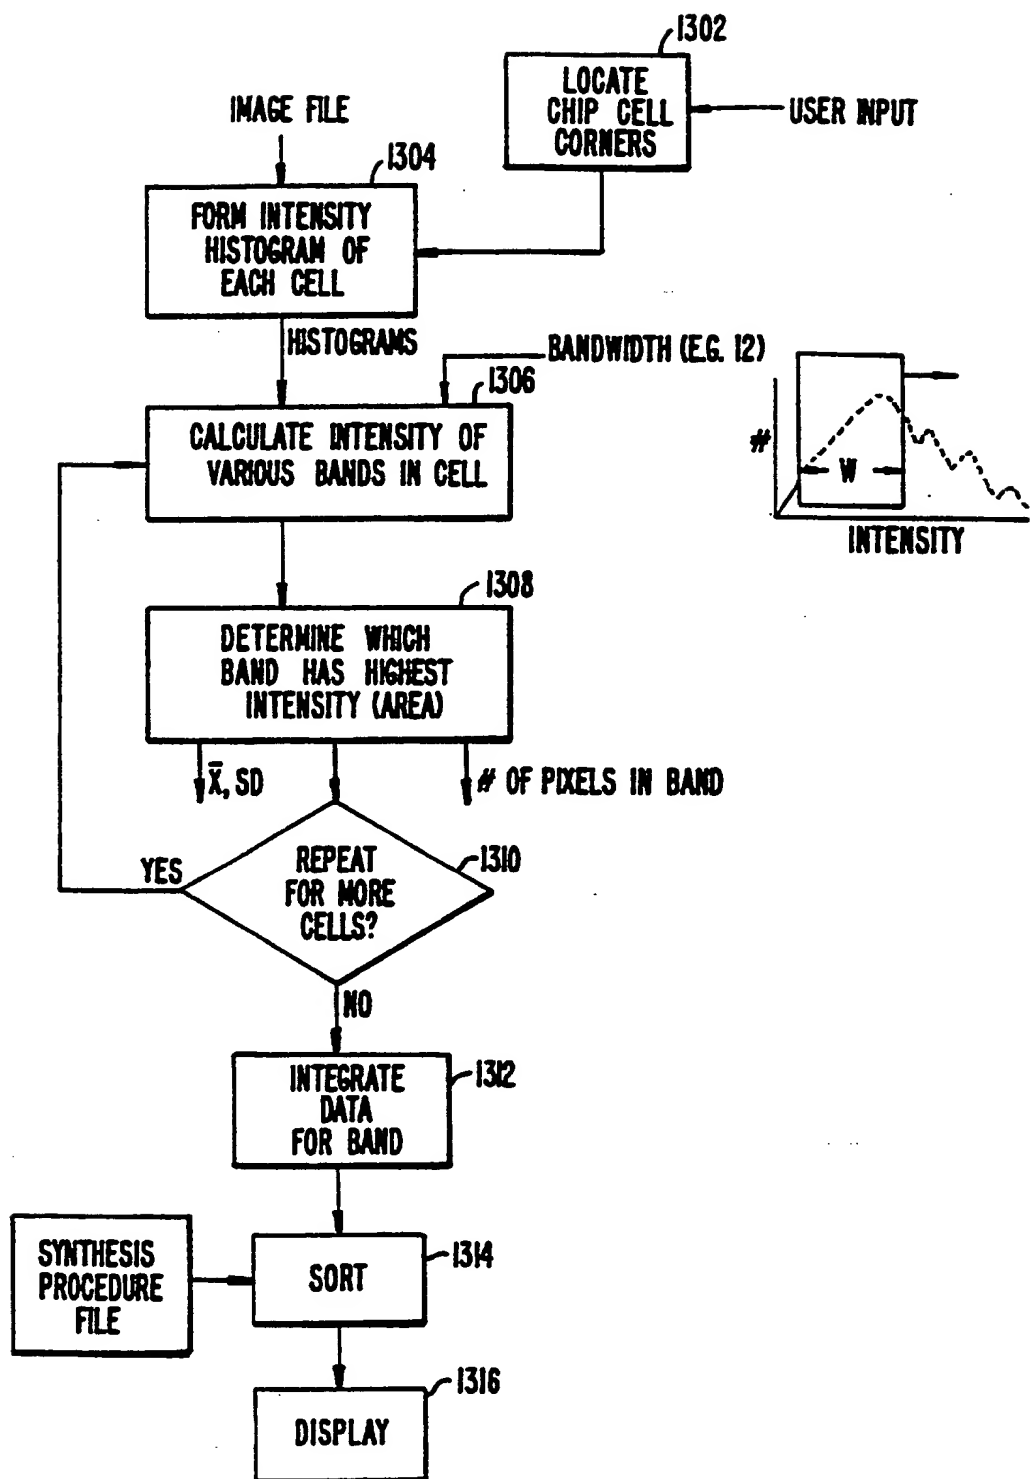 1302
LOCATE
CHIP CELL
CORNERS
USER INPUT
IMAGE FILE
1304
FORM INTENSITY
HISTOGRAM OF
EACH CELL
HISTOGRAMS
BANDWIDTH (E.G. 12)
1306
CALCULATE INTENSITY OF
VARIOUS BANDS IN CELL
#
W
INTENSITY
1308
DETERMINE WHICH
BAND HAS HIGHEST
INTENSITY (AREA)
X̄, SD
# OF PIXELS IN BAND
1310
REPEAT
FOR MORE
CELLS?
YES
NO
1312
INTEGRATE
DATA
FOR BAND
SYNTHESIS
PROCEDURE
FILE
1314
SORT
1316
DISPLAY